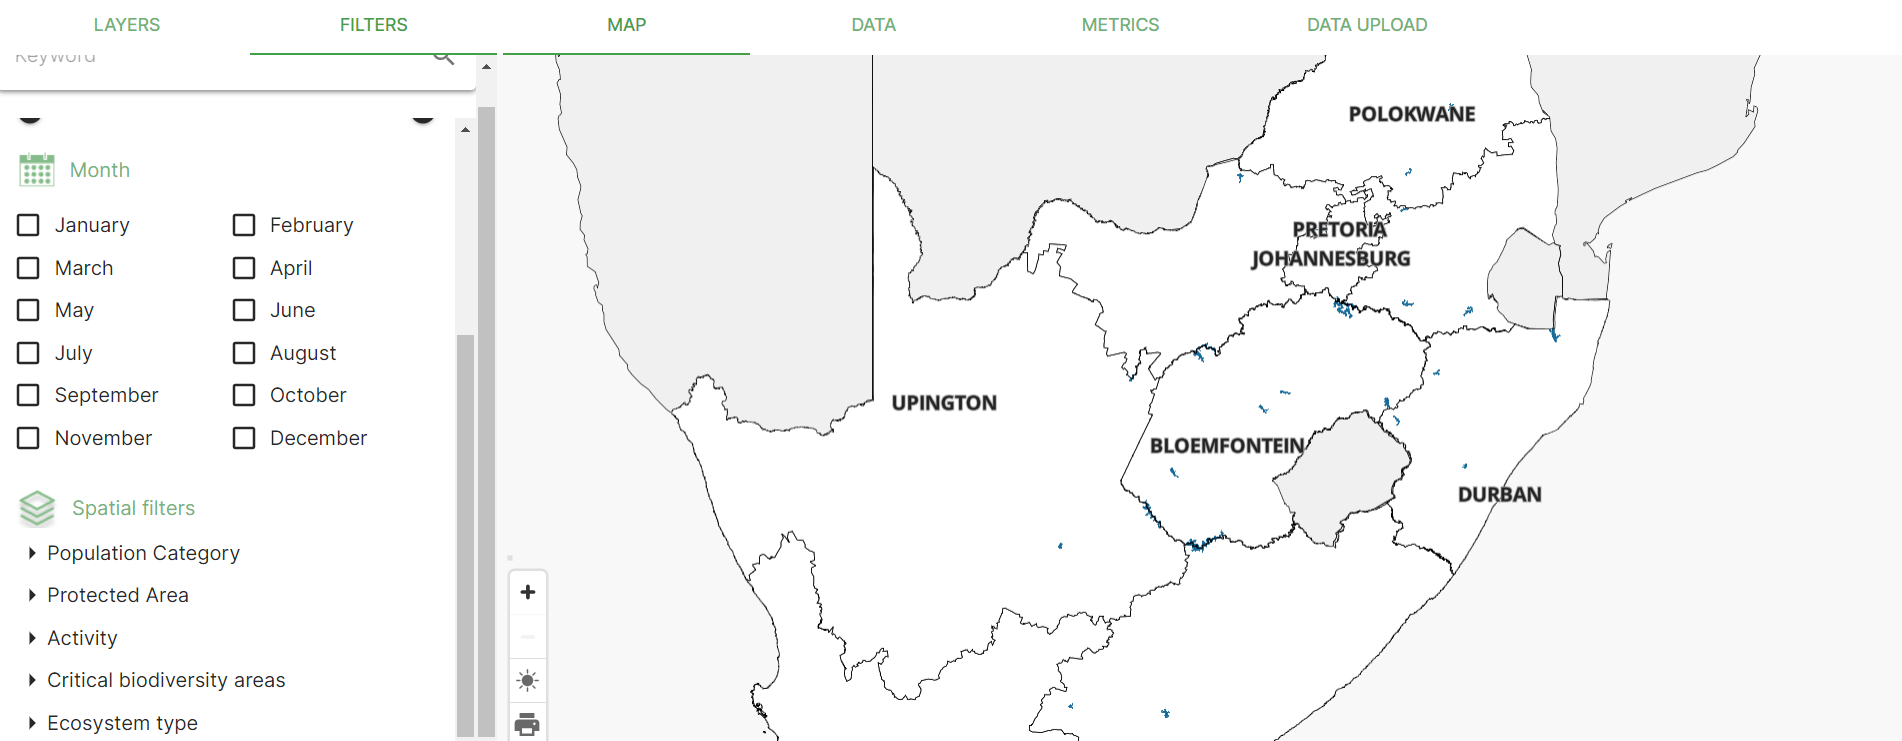 LAYERS FILTERS MAP DATA METRICS DATA UPLOAD
Keyword
Month
January February
March April
May June
July August
September October
November December
Spatial filters
Population Category
Protected Area
Activity
Critical biodiversity areas
Ecosystem type
POLOKWANE
PRETORIA
JOHANNESBURG
UPINGTON
BLOEMFONTEIN
DURBAN
+
−